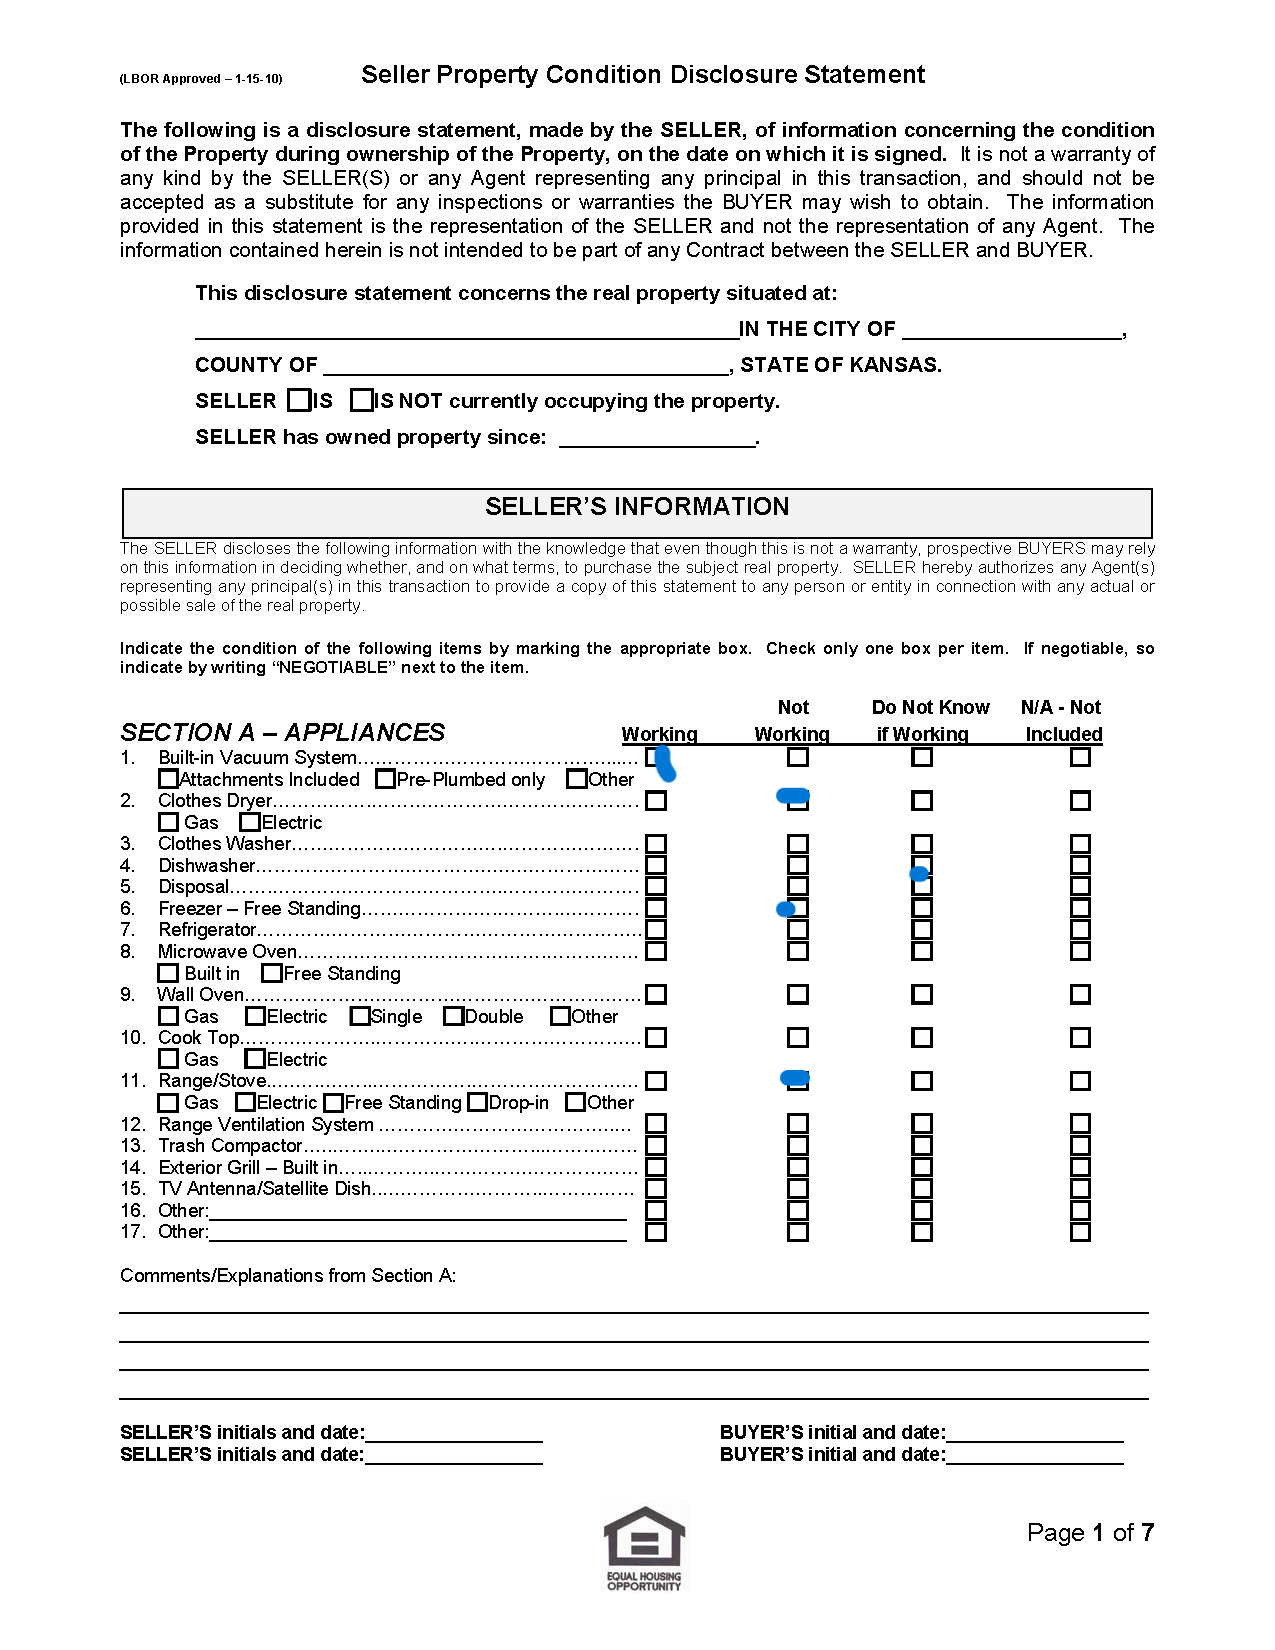 (LBOR Approved – 1-15-10) Seller Property Condition Disclosure Statement
The following is a disclosure statement, made by the SELLER, of information concerning the condition
of the Property during ownership of the Property, on the date on which it is signed. It is not a warranty of
any kind by the SELLER(S) or any Agent representing any principal in this transaction, and should not be
accepted as a substitute for any inspections or warranties the BUYER may wish to obtain. The information
provided in this statement is the representation of the SELLER and not the representation of any Agent. The
information contained herein is not intended to be part of any Contract between the SELLER and BUYER.
This disclosure statement concerns the real property situated at:
IN THE CITY OF ,
COUNTY OF , STATE OF KANSAS.
SELLER IS IS NOT currently occupying the property.
SELLER has owned property since: .
SELLER’S INFORMATION
The SELLER discloses the following information with the knowledge that even though this is not a warranty, prospective BUYERS may rely
on this information in deciding whether, and on what terms, to purchase the subject real property. SELLER hereby authorizes any Agent(s)
representing any principal(s) in this transaction to provide a copy of this statement to any person or entity in connection with any actual or
possible sale of the real property.
Indicate the condition of the following items by marking the appropriate box. Check only one box per item. If negotiable, so
indicate by writing “NEGOTIABLE” next to the item.
Not Do Not Know N/A - Not
SECTION A – APPLIANCES Working Working if Working Included
1. Built-in Vacuum System
Attachments Included Pre-Plumbed only Other
2. Clothes Dryer
Gas Electric
3. Clothes Washer
4. Dishwasher
5. Disposal
6. Freezer – Free Standing
7. Refrigerator
8. Microwave Oven
Built in Free Standing
9. Wall Oven
Gas Electric Single Double Other
10. Cook Top
Gas Electric
11. Range/Stove
Gas Electric Free Standing Drop-in Other
12. Range Ventilation System
13. Trash Compactor
14. Exterior Grill – Built in
15. TV Antenna/Satellite Dish
16. Other:
17. Other:
Comments/Explanations from Section A:
SELLER’S initials and date: BUYER’S initial and date:
SELLER’S initials and date: BUYER’S initial and date:
EQUAL HOUSING
OPPORTUNITY
Page 1 of 7